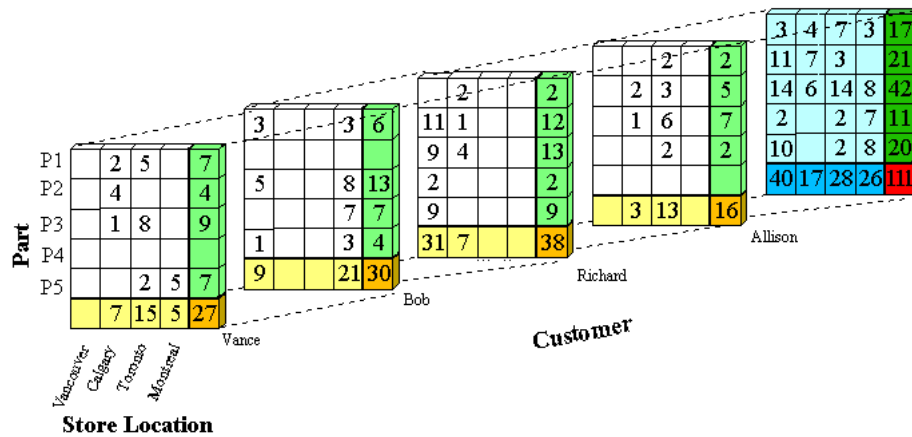 3 4 7 3 17
11 7 3 21
14 6 14 8 42
2 2 7 11
10 2 8 20
40 17 28 26 111
2 2
2 3 5
1 6 7
2 2
3 13 16
Allison
2 2
11 1 12
9 4 13
2 2
9 9
31 7 38
Richard
3 3 6
5 8 13
7 7
1 3 4
9 21 30
Bob
P1 2 5 7
P2 4 4
P3 1 8 9
P4
P5 2 5 7
7 15 5 27
Vance
Part
Customer
Vancouver
Calgary
Toronto
Montreal
Store Location